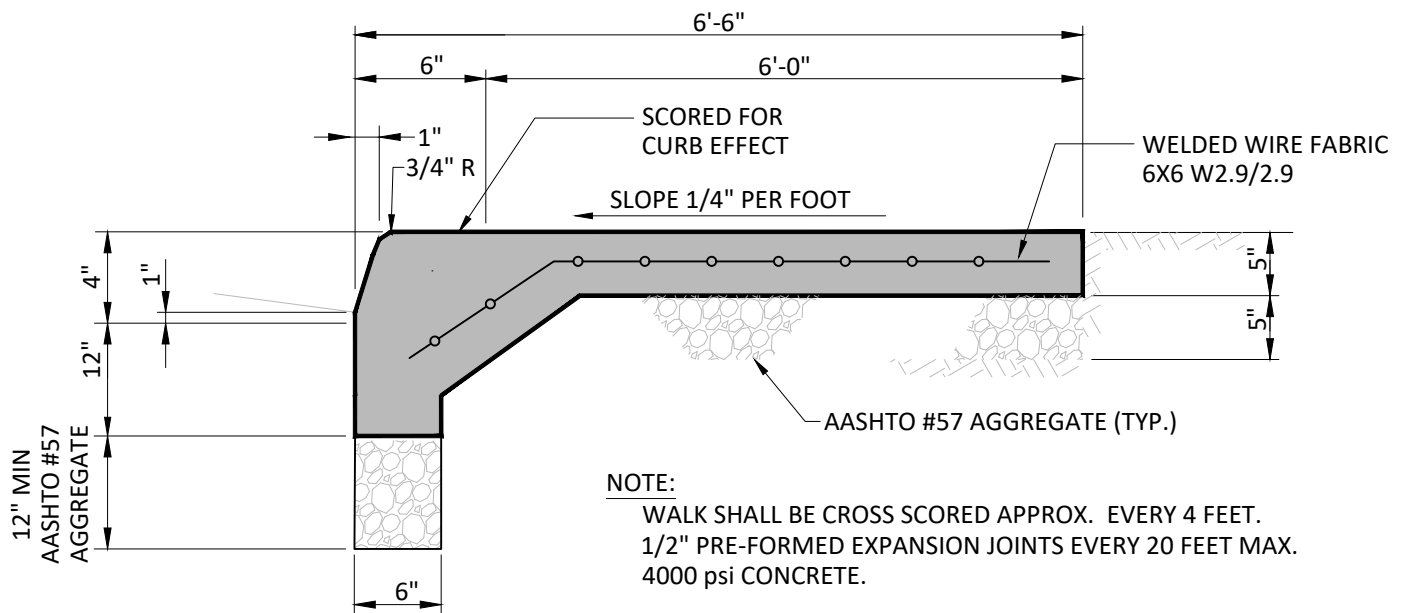 6'-6"
6"
6'-0"
1"
3/4" R
SCORED FOR
CURB EFFECT
WELDED WIRE FABRIC
6X6 W2.9/2.9
SLOPE 1/4" PER FOOT
4"
1"
5"
5"
12"
AASHTO #57 AGGREGATE (TYP.)
12" MIN
AASHTO #57
AGGREGATE
6"
NOTE:
WALK SHALL BE CROSS SCORED APPROX. EVERY 4 FEET.
1/2" PRE-FORMED EXPANSION JOINTS EVERY 20 FEET MAX.
4000 psi CONCRETE.